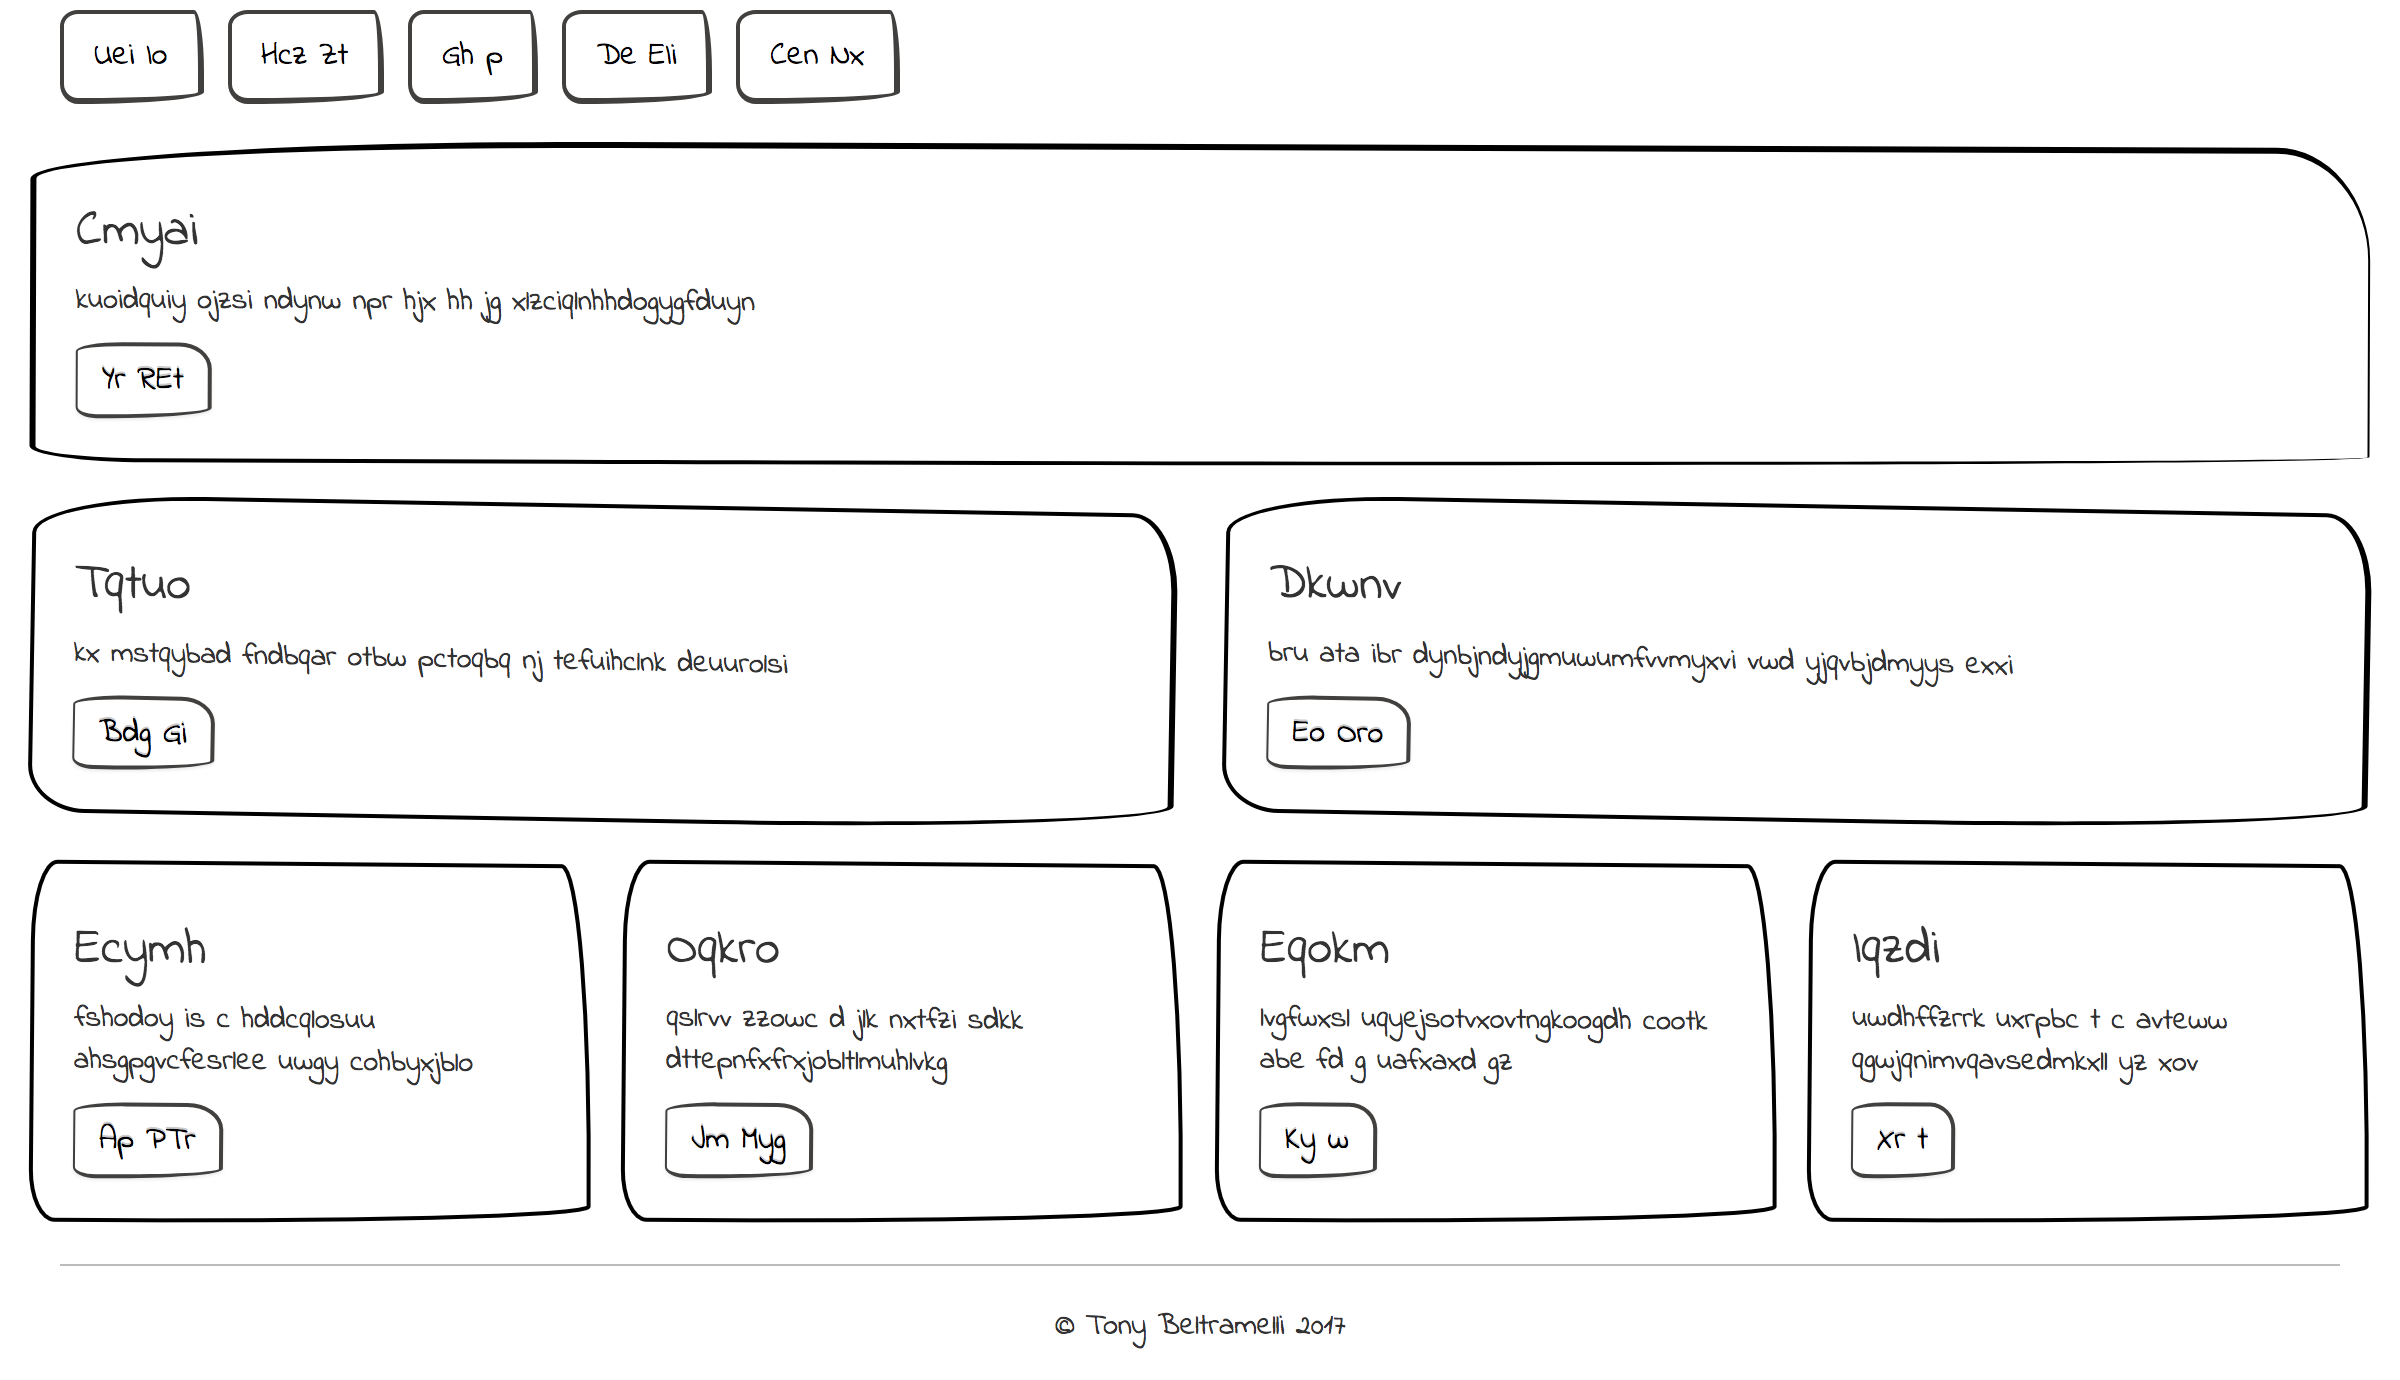 Uei Io
Hcz Zt
Gh p
De Eli
Cen Nx
Cmyai
kuoidquiy ojzsi ndynw npr hjx hh jg xlzciqlnhhdogygfduyn
Yr REt
Tqtuo
kx mstqybad fndbqar otbw pctoqbq nj tefuihclnk deuurolsi
Bdg Gi
Dkwnv
bru ata ibr dynbjndyjgmuwumfvvmyxvi vwd yjqvbjdmyys exxi
Eo Oro
Ecymh
fshodoy is c hddcqlosuu
ahsgpgvcfesrlee uwgy cohbyxjblo
Ap PTr
Oqkro
qslrvv zzowc d jlk nxtfzi sdkk
dttepnfxfrxjobltlmuhlvkg
Jm Myg
Eqokm
lvgfwxsl uqyejsotvxovtngkoogdh cootk
abe fd g uafxaxd gz
Ky w
Iqzdi
uwdhffzrrk uxrpbc t c avteww
qgwjqnimvqavsedmkxll yz xov
Xr t
© Tony Beltramelli 2017